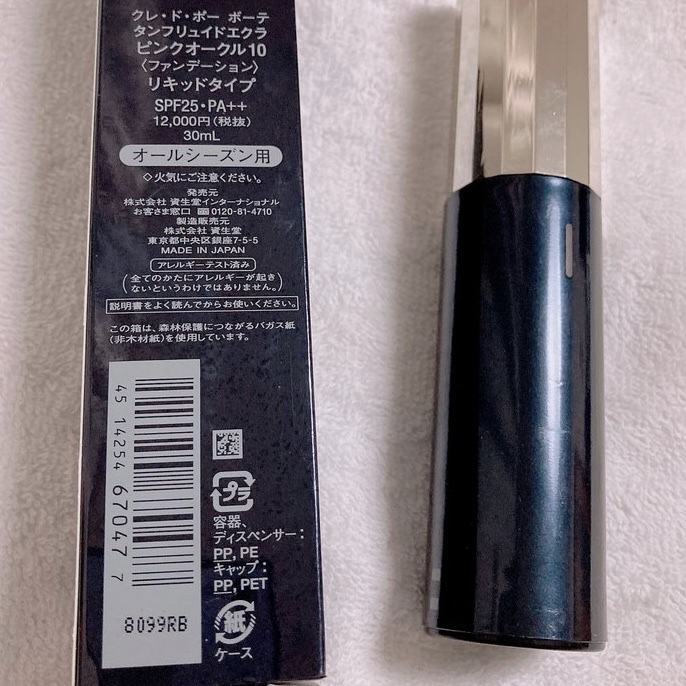 クレ・ド・ポー ボーテ
タンフリュイドエクラ
ピンクオークル10
〈ファンデーション〉
リキッドタイプ
SPF25・PA++
12,000円(税抜)
30mL
オールシーズン用
◇火気にご注意ください。
発売元
株式会社 資生堂インターナショナル
お客さま窓口 0120-81-4710
製造販売元
株式会社 資生堂
東京都中央区銀座7-5-5
MADE IN JAPAN
アレルギーテスト済み
(全てのかたにアレルギーが起き
ないというわけではありません。)
説明書をよく読んでからお使いください。
この箱は、森林保護につながるバガス紙
(非木材紙)を使用しています。
45 14254 67047 7
8099RB
プラ
容器、
ディスペンサー:
PP, PE
キャップ:
PP, PET
紙
ケース